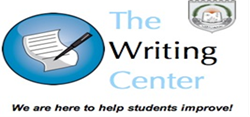 The
Writing
Center
We are here to help students improve!